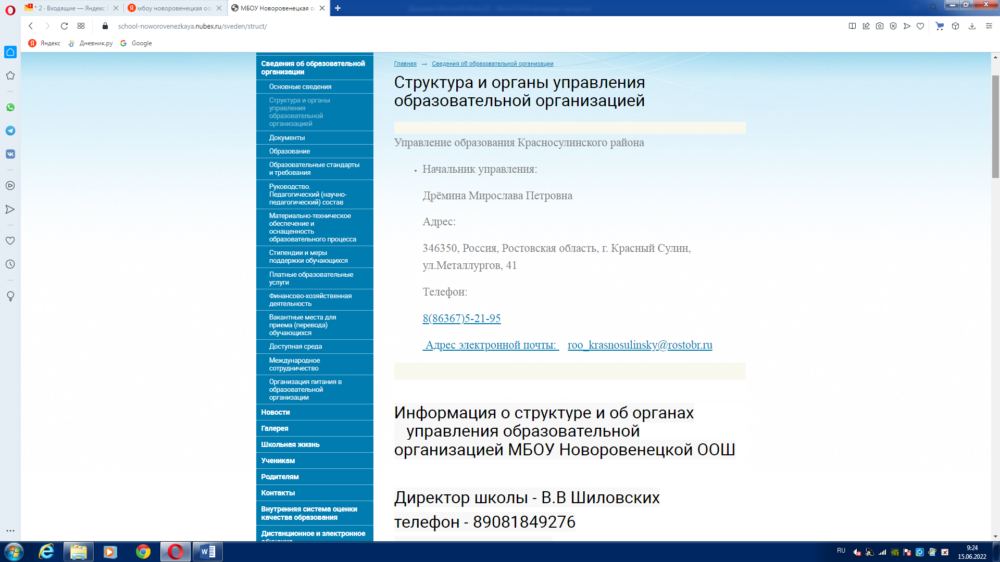 * 2 · Входящие — Яндекс П
мбоу новоровенецкая оо
МБОУ Новоровенецкая о
school-noworovenezkaya.nubex.ru/sveden/struct/
Яндекс
Дневник.ру
Google
Сведения об образовательной
организации
Основные сведения
Структура и органы
управления
образовательной
организацией
Документы
Образование
Образовательные стандарты
и требования
Руководство.
Педагогический (научно-
педагогический) состав
Материально-техническое
обеспечение и
оснащенность
образовательного процесса
Стипендии и меры
поддержки обучающихся
Платные образовательные
услуги
Финансово-хозяйственная
деятельность
Вакантные места для
приема (перевода)
обучающихся
Доступная среда
Международное
сотрудничество
Организация питания в
образовательной
организации
Новости
Галерея
Школьная жизнь
Ученикам
Родителям
Контакты
Внутренняя система оценки
качества образования
Дистанционное и электронное
Главная → Сведения об образовательной организации
Структура и органы управления
образовательной организацией
Управление образования Красносулинского района
Начальник управления:
Дрёмина Мирослава Петровна
Адрес:
346350, Россия, Ростовская область, г. Красный Сулин,
ул.Металлургов, 41
Телефон:
8(86367)5-21-95
Адрес электронной почты: roo_krasnosulinsky@rostobr.ru
Информация о структуре и об органах
управления образовательной
организацией МБОУ Новоровенецкой ООШ
Директор школы - В.В Шиловских
телефон - 89081849276
RU
9:24
15.06.2022